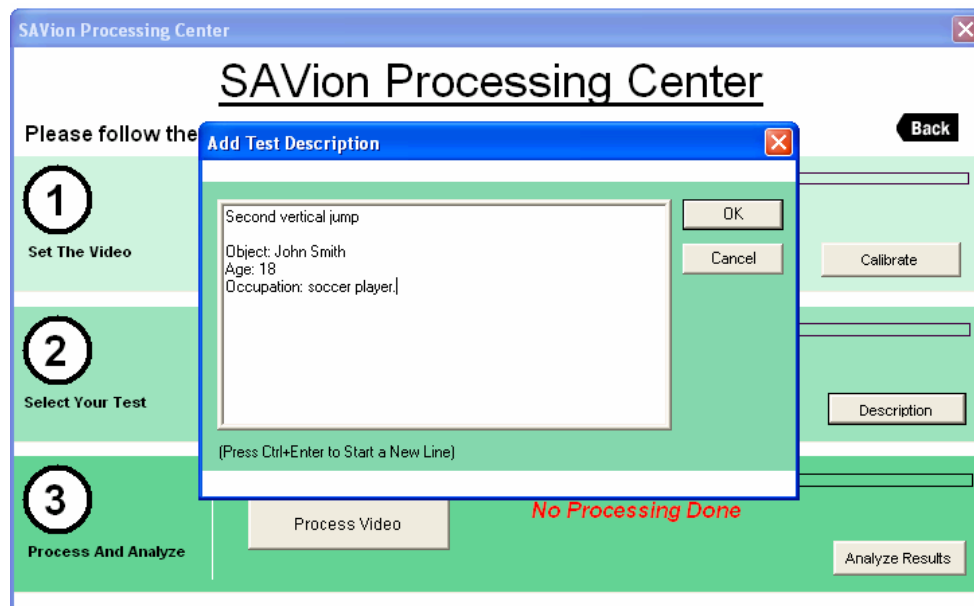 SAVion Processing Center
SAVion Processing Center
Please follow the
Back
Add Test Description
Second vertical jump
Object: John Smith
Age: 18
Occupation: soccer player.
OK
Cancel
(Press Ctrl+Enter to Start a New Line)
1
Set The Video
Calibrate
2
Select Your Test
Description
3
Process And Analyze
Process Video
No Processing Done
Analyze Results